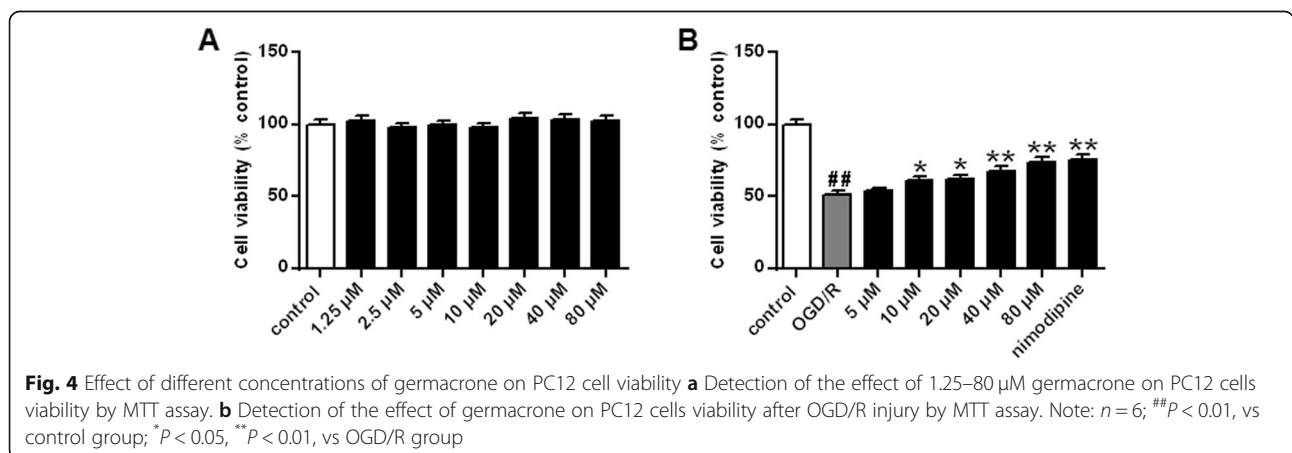 A
B
Cell viability (% control)
150
100
50
0
control
1.25 µM
2.5 µM
5 µM
10 µM
20 µM
40 µM
80 µM
Cell viability (% control)
150
100
50
0
##
*
*
**
**
**
control
OGD/R
5 µM
10 µM
20 µM
40 µM
80 µM
nimodipine
Fig. 4 Effect of different concentrations of germacrone on PC12 cell viability a Detection of the effect of 1.25–80 µM germacrone on PC12 cells
viability by MTT assay. b Detection of the effect of germacrone on PC12 cells viability after OGD/R injury by MTT assay. Note: n = 6; ##P < 0.01, vs
control group; *P < 0.05, **P < 0.01, vs OGD/R group